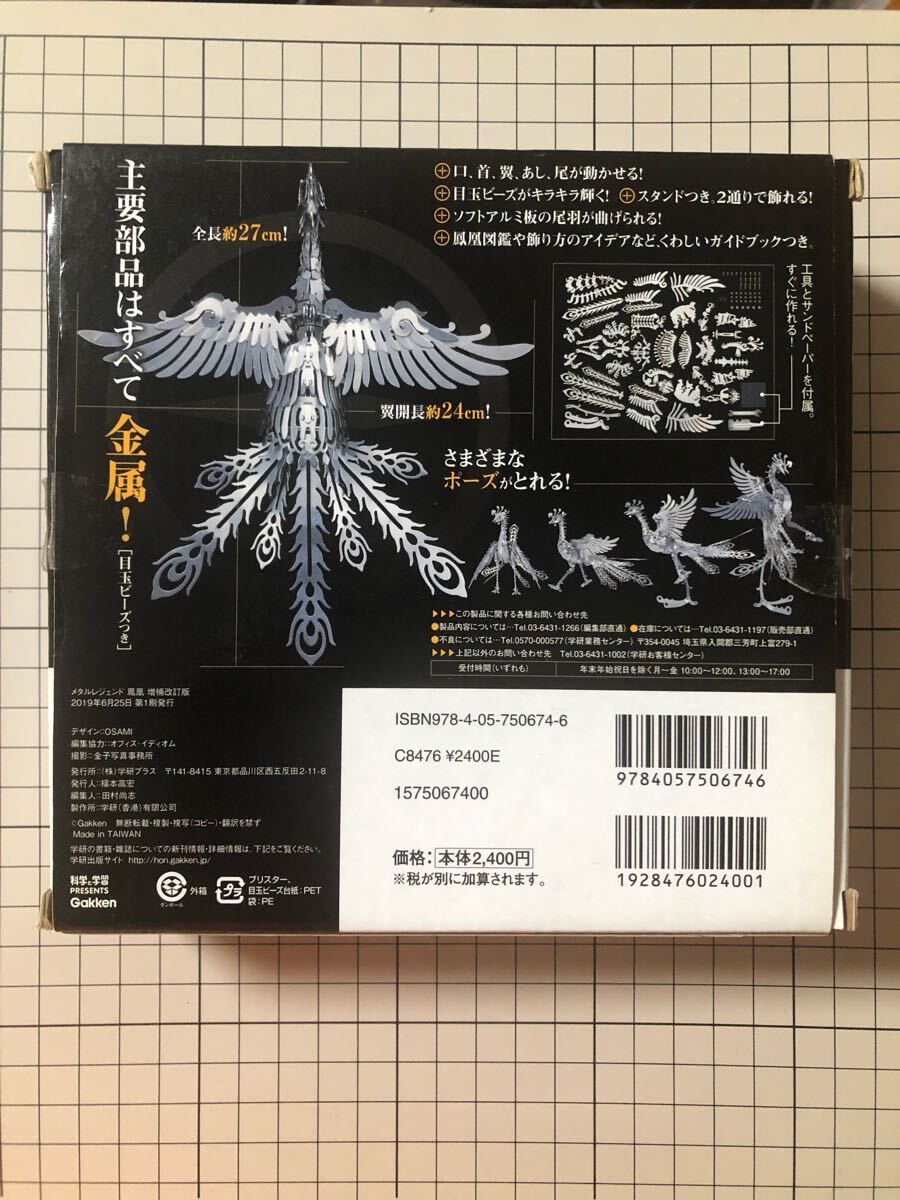 主要部品はすべて金属！
［目玉ビーズつき］
全長約27cm！
翼開長約24cm！
口、首、翼、あし、尾が動かせる！
目玉ビーズがキラキラ輝く！ スタンドつき。2通りで飾れる！
ソフトアルミ板の尾羽が曲げられる！
鳳凰図鑑や飾り方のアイデアなど、くわしいガイドブックつき。
工具とサンドペーパーを付属。
すぐに作れる！
さまざまな
ポーズがとれる！
▶▶▶この製品に関する各種お問い合わせ先
●製品内容については…Tel.03-6431-1266（編集部直通） ●在庫については…Tel.03-6431-1197（販売部直通）
●不良については…Tel.0570-000577（学研業務センター） 〒354-0045 埼玉県入間郡三芳町上富279-1
▶▶▶上記以外のお問い合わせ先 Tel.03-6431-1002（学研お客様センター）
受付時間（いずれも） 年末年始祝日を除く月〜金 10:00〜12:00、13:00〜17:00
メタルレジェンド 鳳凰 増補改訂版
2019年6月25日 第1刷発行
デザイン：OSAMI
編集協力：オフィス・イディオム
撮影：金子写真事務所
発行所：（株）学研プラス 〒141-8415 東京都品川区西五反田2-11-8
発行人：福本高宏
編集人：田村尚志
製作所：学研（香港）有限公司
©Gakken 無断転載・複製・複写（コピー）・翻訳を禁ず
Made in TAIWAN
学研の書籍・雑誌についての新刊情報・詳細情報は、下記をご覧ください。
学研出版サイト http://hon.gakken.jp/
科学と学習
PRESENTS
Gakken
ダンボール
外箱
プラ
ブリスター、
目玉ビーズ台紙：PET
袋：PE
ISBN978-4-05-750674-6
C8476 ¥2400E
1575067400
価格：本体2,400円
※税が別に加算されます。
9784057506746
1928476024001